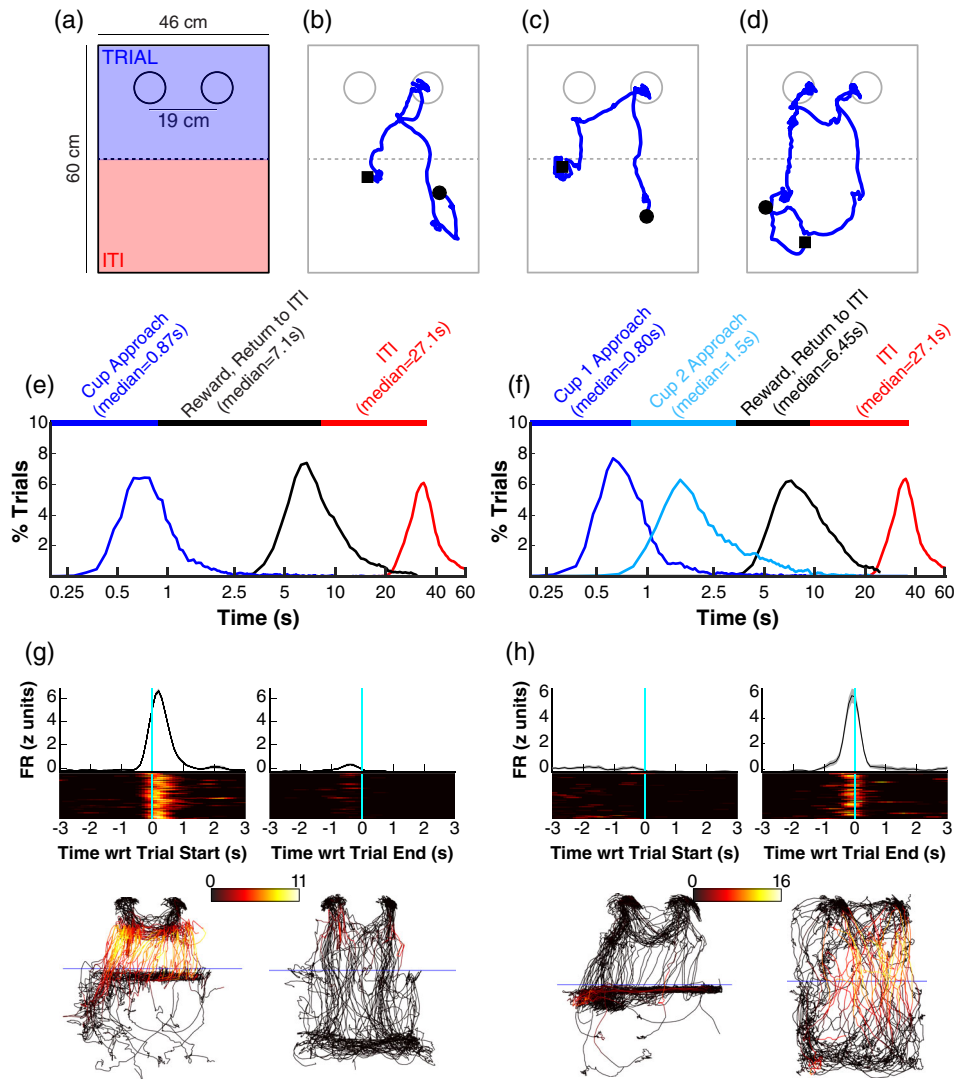 (a)
(b)
(c)
(d)
46 cm
60 cm
TRIAL
19 cm
ITI
Cup Approach
(median=0.87s)
Reward, Return to ITI
(median=7.1s)
ITI
(median=27.1s)
Cup 1 Approach
(median=0.80s)
Cup 2 Approach
(median=1.5s)
Reward, Return to ITI
(median=6.45s)
ITI
(median=27.1s)
(e)
10
8
6
4
2
% Trials
0.25 0.5 1 2.5 5 10 20 40 60
Time (s)
(f)
10
8
6
4
2
% Trials
0.25 0.5 1 2.5 5 10 20 40 60
Time (s)
(g)
6
4
2
0
FR (z units)
-3 -2 -1 0 1 2 3
Time wrt Trial Start (s)
6
4
2
0
-3 -2 -1 0 1 2 3
Time wrt Trial End (s)
0 11
(h)
6
4
2
0
FR (z units)
-3 -2 -1 0 1 2 3
Time wrt Trial Start (s)
6
4
2
0
-3 -2 -1 0 1 2 3
Time wrt Trial End (s)
0 16